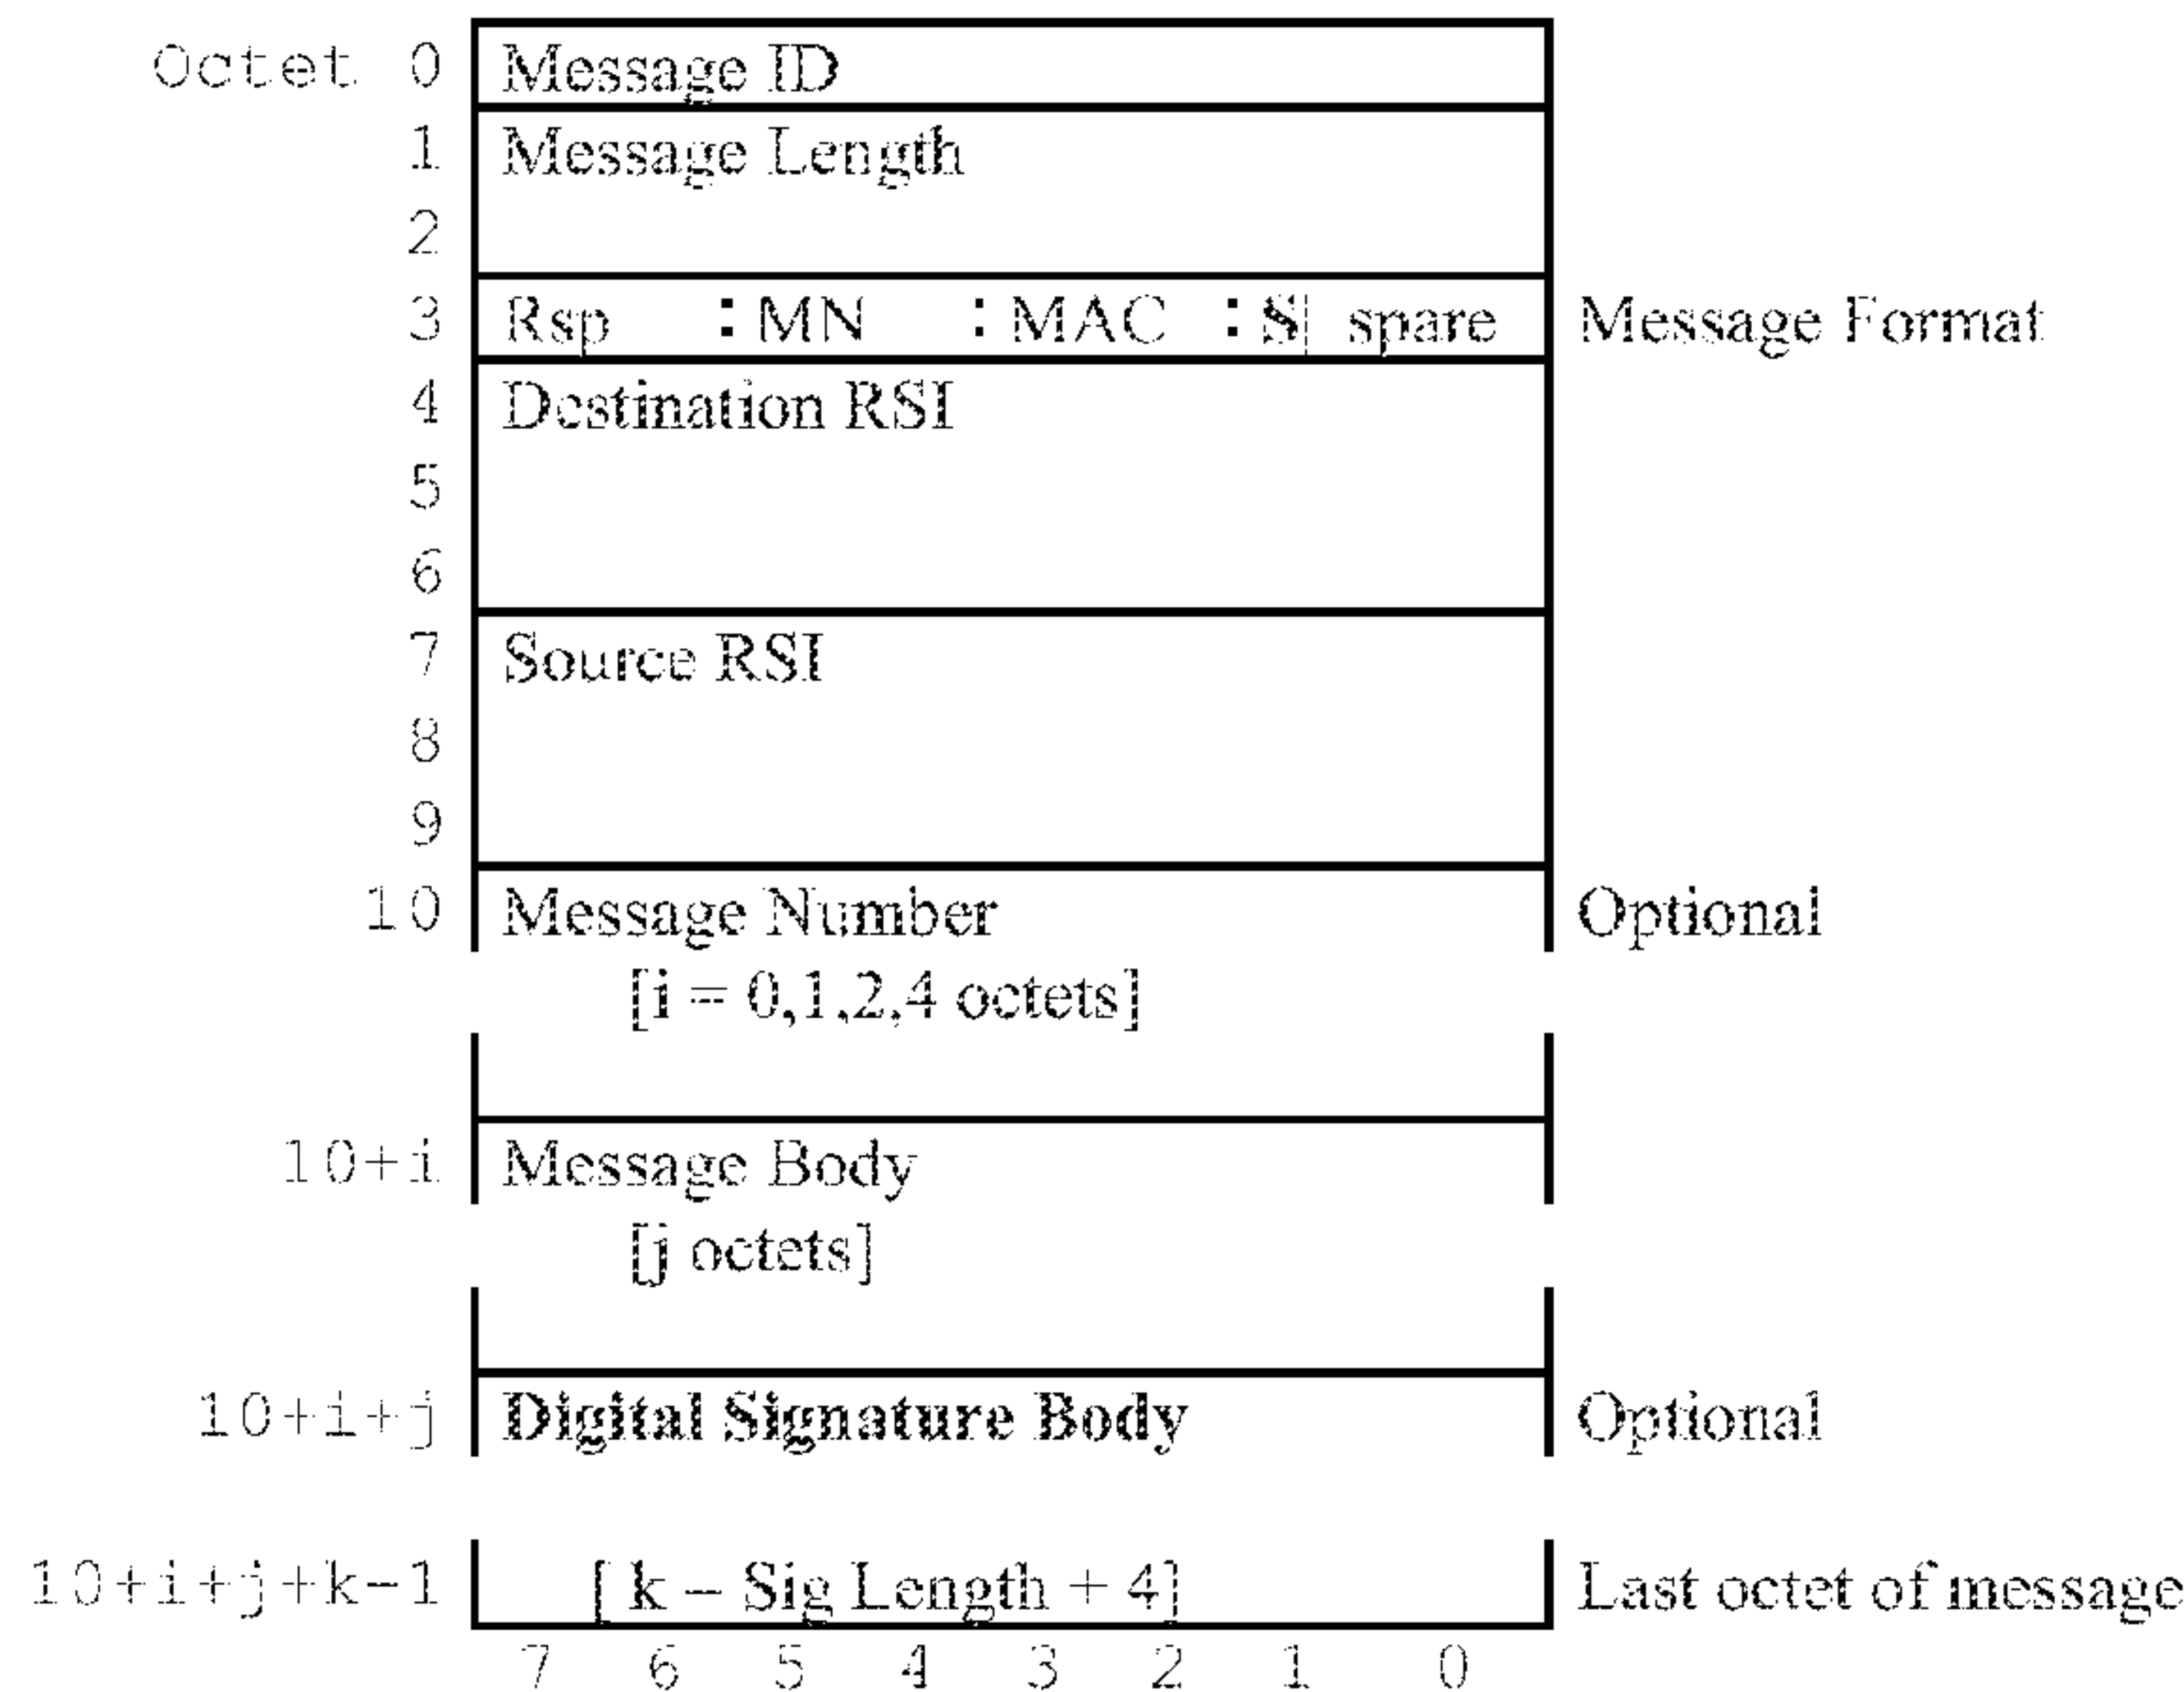 Octet 0 Message ID
1 Message Length
2
3 Rsp : MN : MAC : S| spare Message Format
4 Destination RSI
5
6
7 Source RSI
8
9
10 Message Number Optional
[i = 0,1,2,4 octets]
10+i Message Body
[j octets]
10+i+j Digital Signature Body Optional
10+i+j+k-1 [ k = Sig Length + 4] Last octet of message
7 6 5 4 3 2 1 0